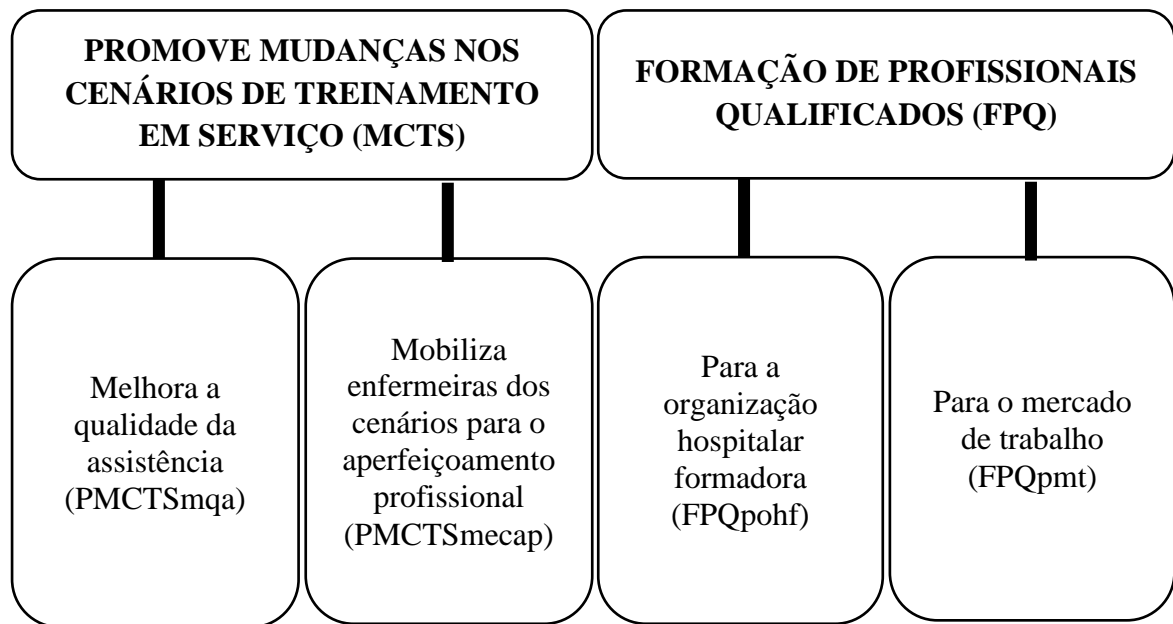 PROMOVE MUDANÇAS NOS
CENÁRIOS DE TREINAMENTO
EM SERVIÇO (MCTS)
FORMAÇÃO DE PROFISSIONAIS
QUALIFICADOS (FPQ)
Melhora a
qualidade da
assistência
(PMCTSmqa)
Mobiliza
enfermeiras dos
cenários para o
aperfeiçoamento
profissional
(PMCTSmecap)
Para a
organização
hospitalar
formadora
(FPQpohf)
Para o mercado
de trabalho
(FPQpmt)